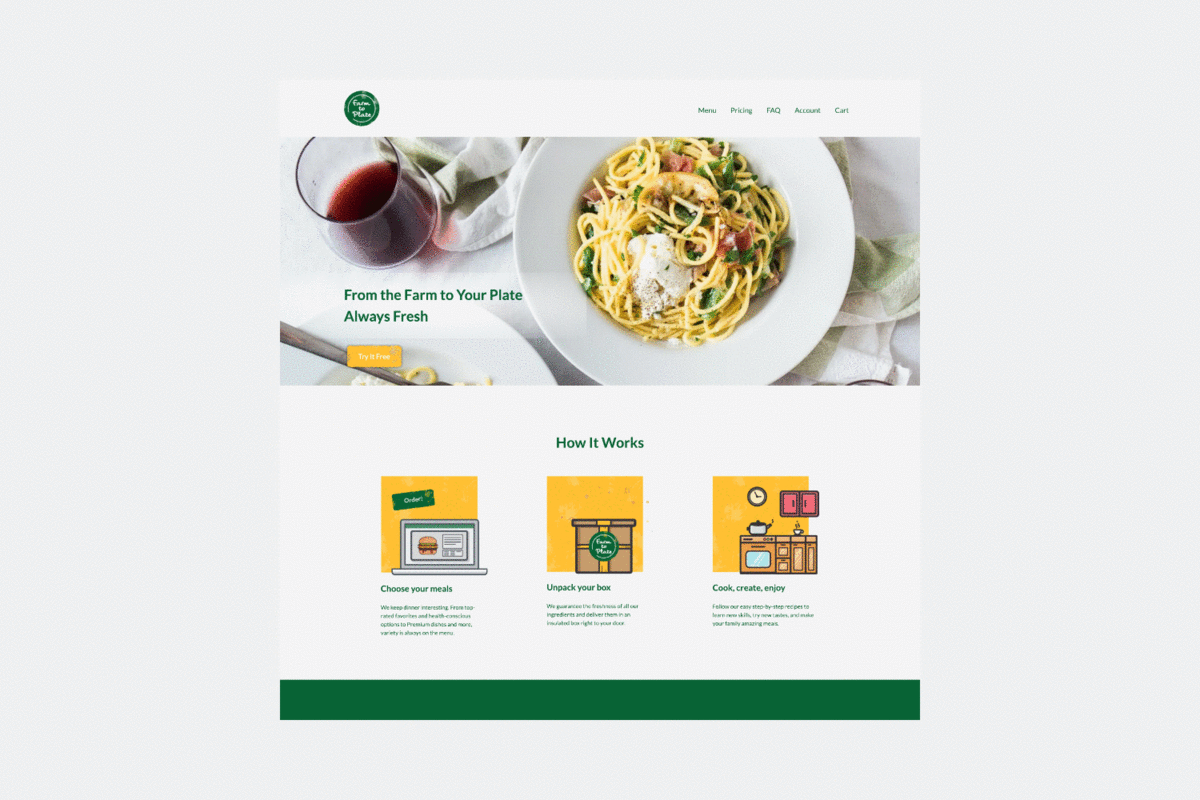 Farm
to
Plate
Menu Pricing FAQ Account Cart
From the Farm to Your Plate
Always Fresh
Try It Free
How It Works
Order!
Farm
to
Plate
Choose your meals
We keep dinner interesting. From top-
rated favorites and health-conscious
options to Premium dishes and more,
variety is always on the menu.
Unpack your box
We guarantee the freshness of all our
ingredients and deliver them in an
insulated box right to your door.
Cook, create, enjoy
Follow our easy step-by-step recipes to
learn new skills, try new tastes, and make
your family amazing meals.